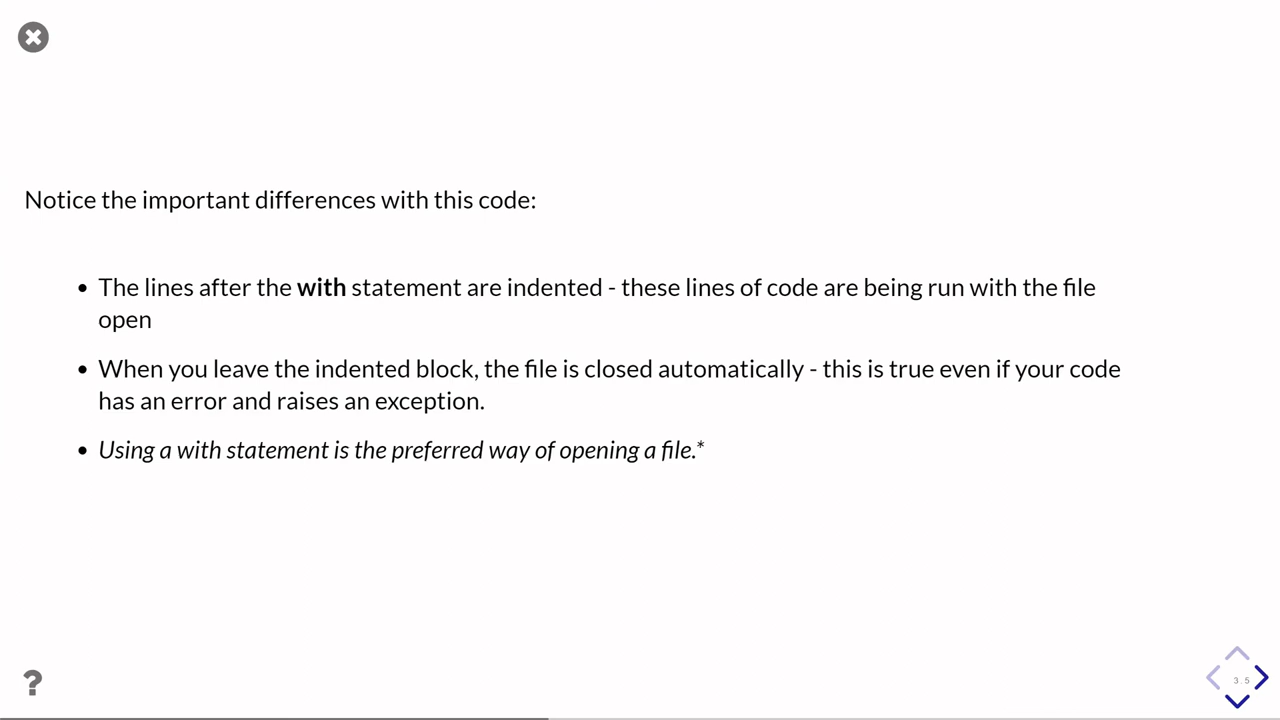 Notice the important differences with this code:
The lines after the with statement are indented - these lines of code are being run with the file
open
When you leave the indented block, the file is closed automatically - this is true even if your code
has an error and raises an exception.
Using a with statement is the preferred way of opening a file.*
?
3.5